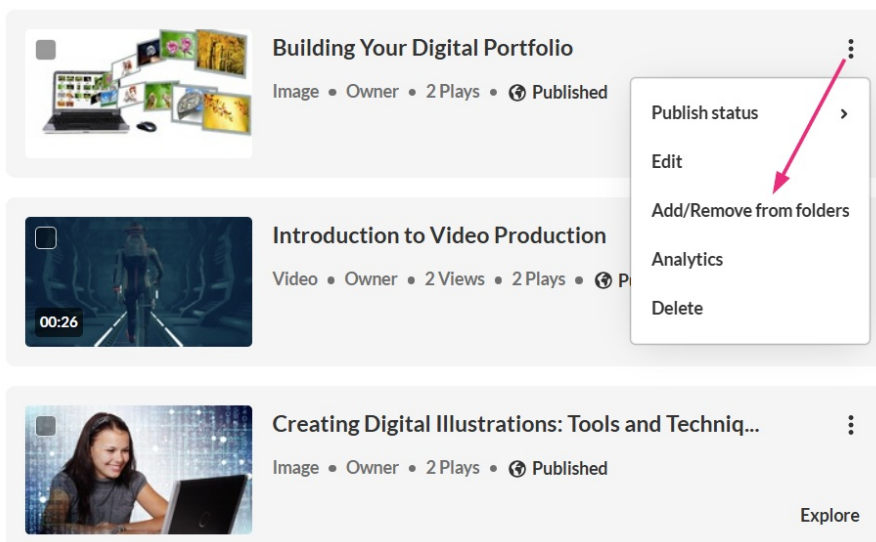 Building Your Digital Portfolio
Image • Owner • 2 Plays • Published
Publish status
Edit
Add/Remove from folders
Analytics
Delete
Introduction to Video Production
Video • Owner • 2 Views • 2 Plays •
00:26
Creating Digital Illustrations: Tools and Techniq...
Image • Owner • 2 Plays • Published
Explore